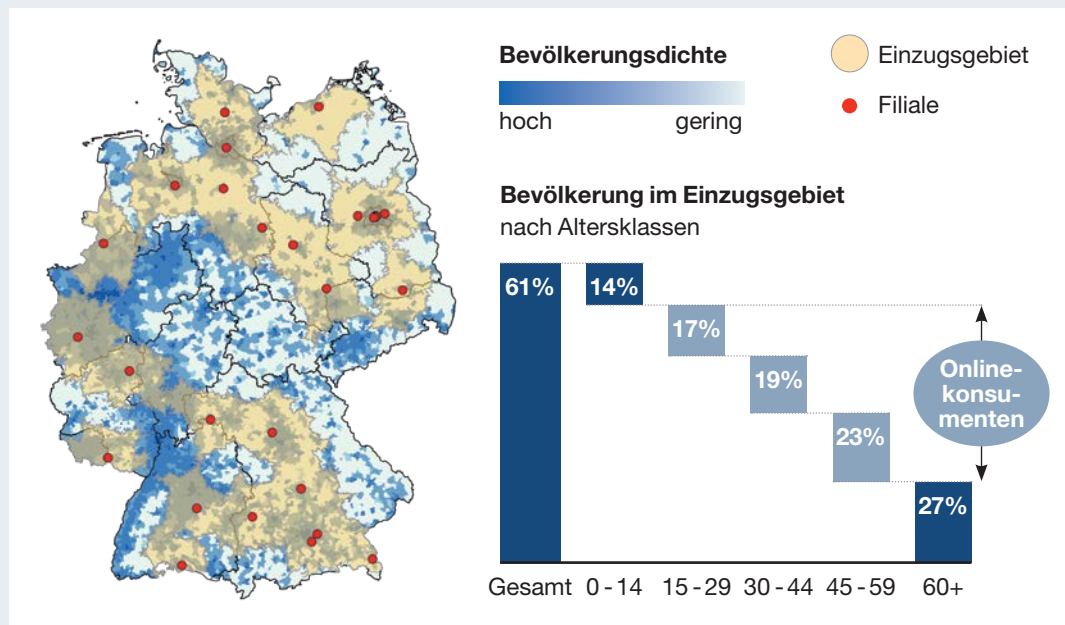 Bevölkerungsdichte
hoch gering
Einzugsgebiet
Filiale
Bevölkerung im Einzugsgebiet
nach Altersklassen
61%
14%
17%
19%
23%
27%
Online-
konsu-
menten
Gesamt 0 - 14 15 - 29 30 - 44 45 - 59 60+